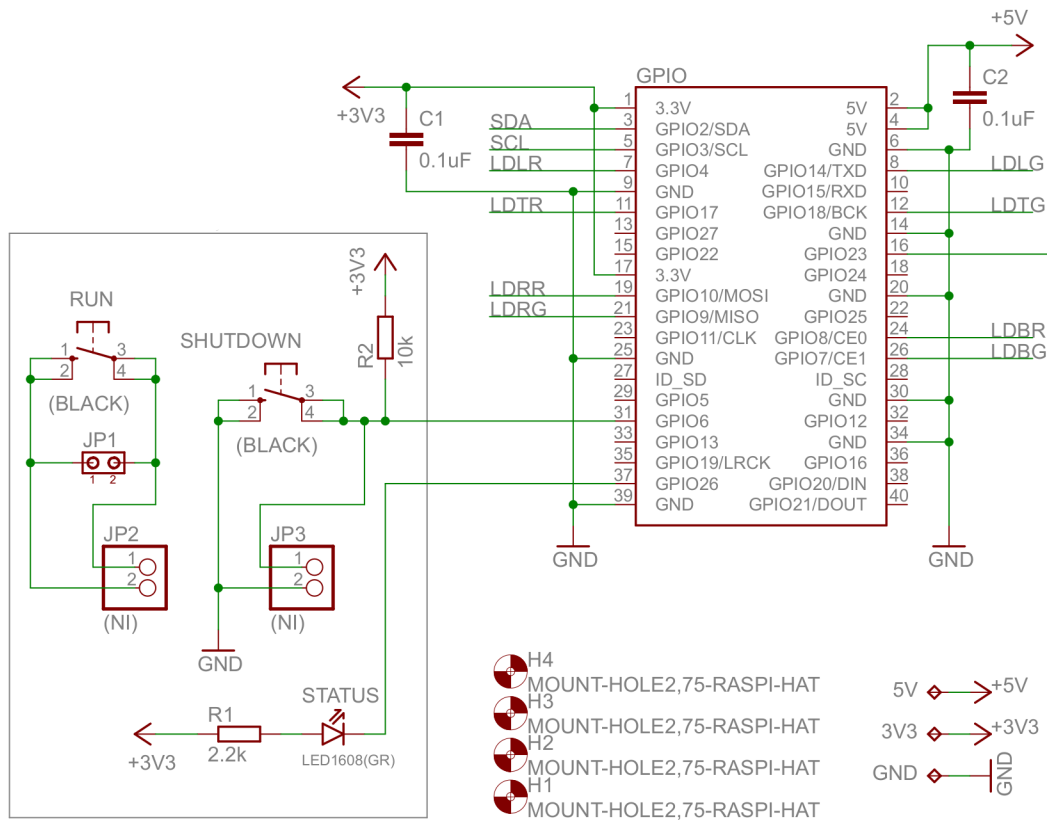 +5V
GPIO
C2
0.1uF
+3V3
C1
0.1uF
1 3.3V 5V 2
SDA 3 GPIO2/SDA 5V 4
SCL 5 GPIO3/SCL GND 6
LDLR 7 GPIO4 GPIO14/TXD 8 LDLG
9 GND GPIO15/RXD 10
LDTR 11 GPIO17 GPIO18/BCK 12 LDTG
13 GPIO27 GND 14
15 GPIO22 GPIO23 16
17 3.3V GPIO24 18
LDRR 19 GPIO10/MOSI GND 20
LDRG 21 GPIO9/MISO GPIO25 22
23 GPIO11/CLK GPIO8/CE0 24 LDBR
25 GND GPIO7/CE1 26 LDBG
27 ID_SD ID_SC 28
29 GPIO5 GND 30
31 GPIO6 GPIO12 32
33 GPIO13 GND 34
35 GPIO19/LRCK GPIO16 36
37 GPIO26 GPIO20/DIN 38
39 GND GPIO21/DOUT 40
GND
GND
+3V3
R2
10k
RUN
1 3
2 4
(BLACK)
SHUTDOWN
1 3
2 4
(BLACK)
JP1
1 2
JP2
1
2
(NI)
JP3
1
2
(NI)
GND
STATUS
R1
2.2k
+3V3
LED1608(GR)
H4
MOUNT-HOLE2,75-RASPI-HAT
H3
MOUNT-HOLE2,75-RASPI-HAT
H2
MOUNT-HOLE2,75-RASPI-HAT
H1
MOUNT-HOLE2,75-RASPI-HAT
5V +5V
3V3 +3V3
GND GND